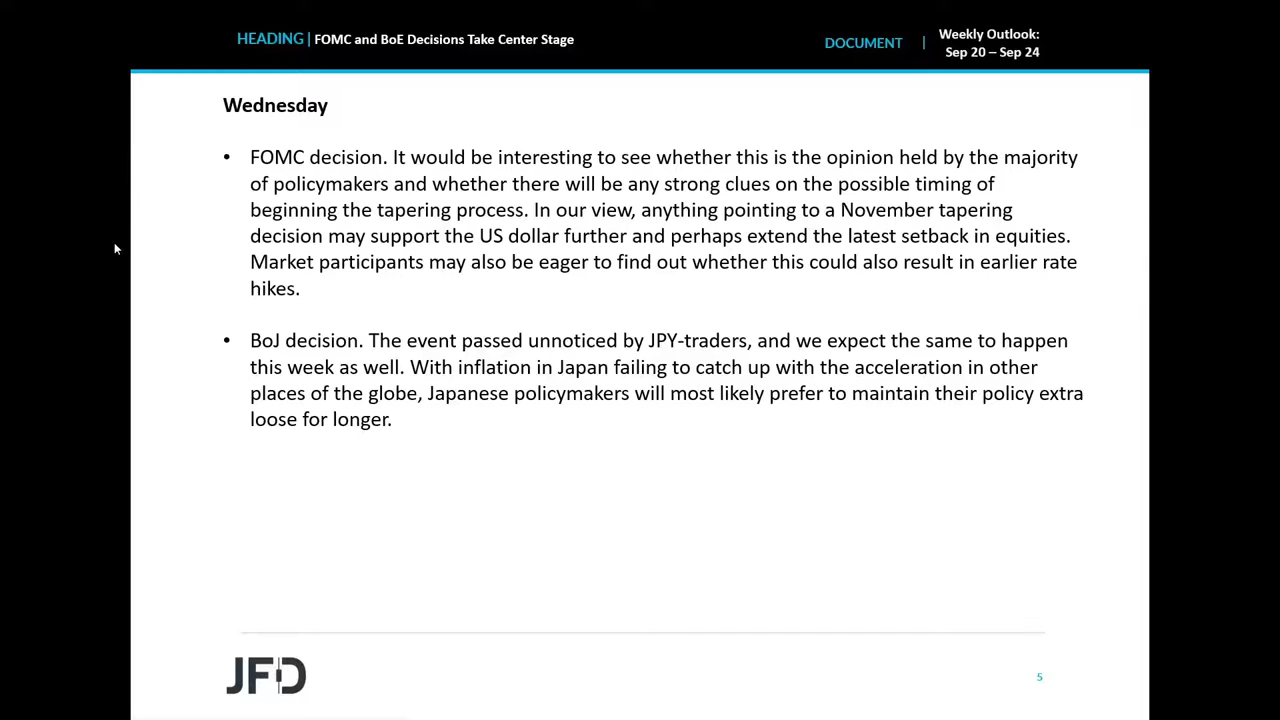 HEADING | FOMC and BoE Decisions Take Center Stage
DOCUMENT | Weekly Outlook:
Sep 20 – Sep 24
Wednesday
• FOMC decision. It would be interesting to see whether this is the opinion held by the majority
of policymakers and whether there will be any strong clues on the possible timing of
beginning the tapering process. In our view, anything pointing to a November tapering
decision may support the US dollar further and perhaps extend the latest setback in equities.
Market participants may also be eager to find out whether this could also result in earlier rate
hikes.
• BoJ decision. The event passed unnoticed by JPY-traders, and we expect the same to happen
this week as well. With inflation in Japan failing to catch up with the acceleration in other
places of the globe, Japanese policymakers will most likely prefer to maintain their policy extra
loose for longer.
JFD
5